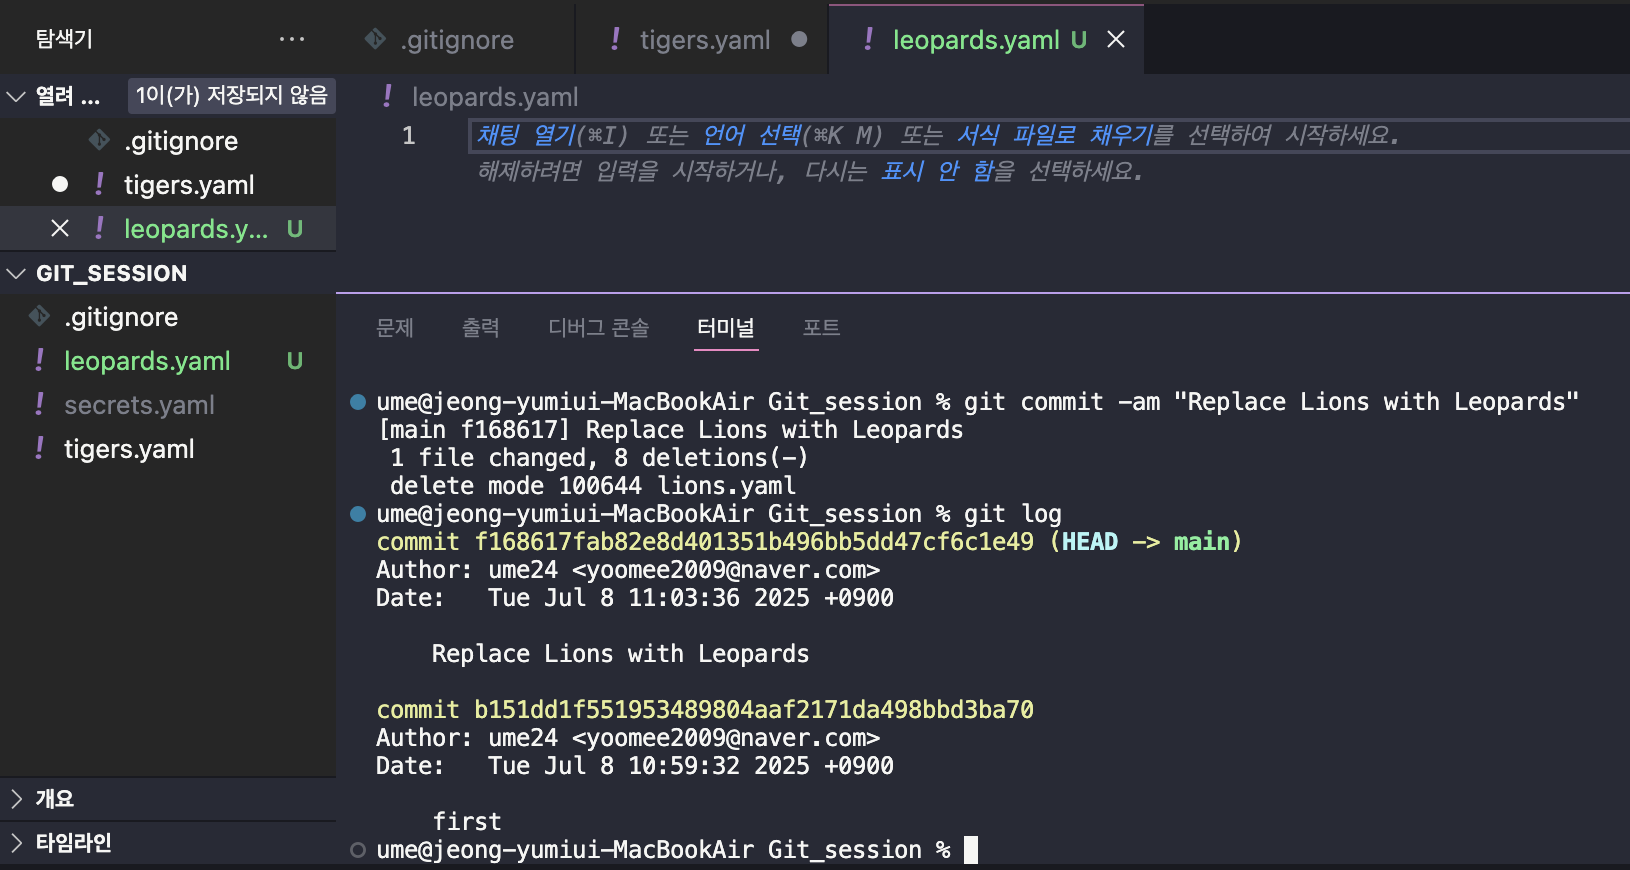 탐색기 ...
.gitignore
tigers.yaml
leopards.yaml U
열려 ... 1이(가) 저장되지 않음
.gitignore
tigers.yaml
leopards.y... U
GIT_SESSION
.gitignore
leopards.yaml U
secrets.yaml
tigers.yaml
개요
타임라인
leopards.yaml
1 채팅 열기(⌘I) 또는 언어 선택(⌘K M) 또는 서식 파일로 채우기를 선택하여 시작하세요.
해제하려면 입력을 시작하거나, 다시는 표시 안 함을 선택하세요.
문제 출력 디버그 콘솔 터미널 포트
ume@jeong-yumiui-MacBookAir Git_session % git commit -am "Replace Lions with Leopards"
[main f168617] Replace Lions with Leopards
1 file changed, 8 deletions(-)
delete mode 100644 lions.yaml
ume@jeong-yumiui-MacBookAir Git_session % git log
commit f168617fab82e8d401351b496bb5dd47cf6c1e49 (HEAD -> main)
Author: ume24 <yoomee2009@naver.com>
Date:   Tue Jul 8 11:03:36 2025 +0900
Replace Lions with Leopards
commit b151dd1f551953489804aaf2171da498bbd3ba70
Author: ume24 <yoomee2009@naver.com>
Date:   Tue Jul 8 10:59:32 2025 +0900
first
ume@jeong-yumiui-MacBookAir Git_session %